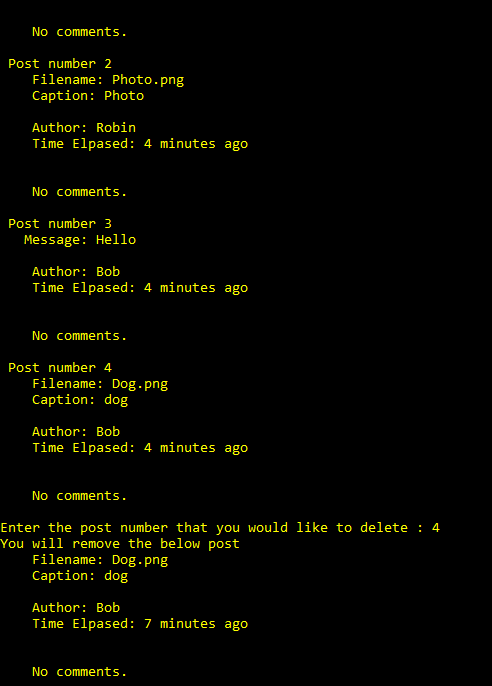 No comments.
Post number 2
Filename: Photo.png
Caption: Photo
Author: Robin
Time Elpased: 4 minutes ago
No comments.
Post number 3
Message: Hello
Author: Bob
Time Elpased: 4 minutes ago
No comments.
Post number 4
Filename: Dog.png
Caption: dog
Author: Bob
Time Elpased: 4 minutes ago
No comments.
Enter the post number that you would like to delete : 4
You will remove the below post
Filename: Dog.png
Caption: dog
Author: Bob
Time Elpased: 7 minutes ago
No comments.